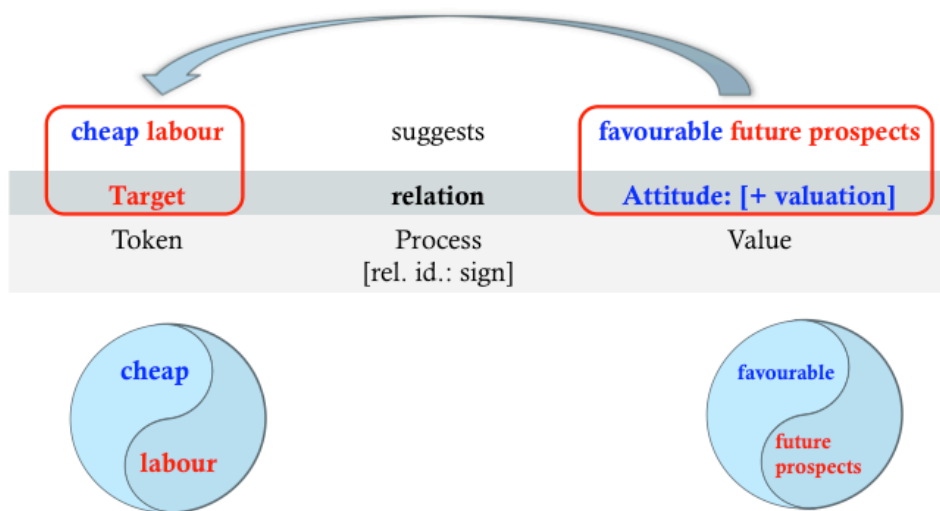 cheap labour suggests favourable future prospects
Target relation Attitude: [+ valuation]
Token Process Value
[rel. id.: sign]
cheap
labour
favourable
future
prospects